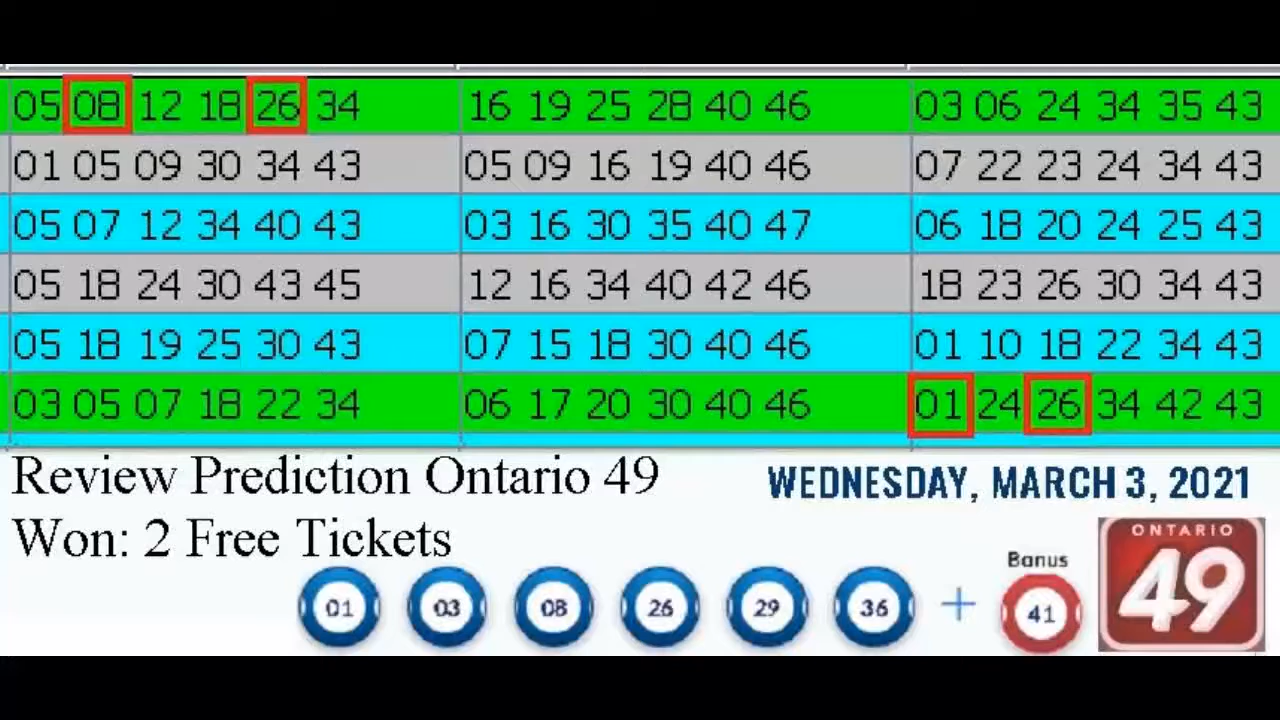 05 08 12 18 26 34 16 19 25 28 40 46 03 06 24 34 35 43
01 05 09 30 34 43 05 09 16 19 40 46 07 22 23 24 34 43
05 07 12 34 40 43 03 16 30 35 40 47 06 18 20 24 25 43
05 18 24 30 43 45 12 16 34 40 42 46 18 23 26 30 34 43
05 18 19 25 30 43 07 15 18 30 40 46 01 10 18 22 34 43
03 05 07 18 22 34 06 17 20 30 40 46 01 24 26 34 42 43
Review Prediction Ontario 49
WEDNESDAY, MARCH 3, 2021
Won: 2 Free Tickets
01 03 08 26 29 36 +
Bonus
41
ONTARIO
49